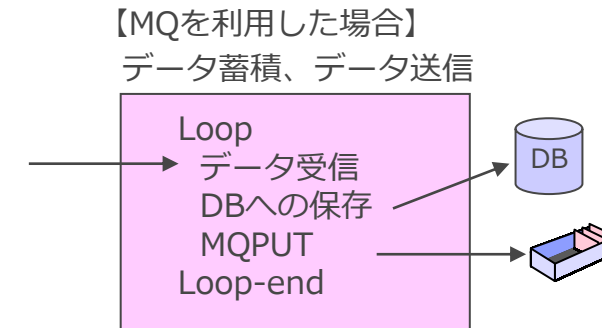 【MQを利用した場合】
データ蓄積、データ送信
Loop
データ受信
DBへの保存
MQPUT
Loop-end
DB